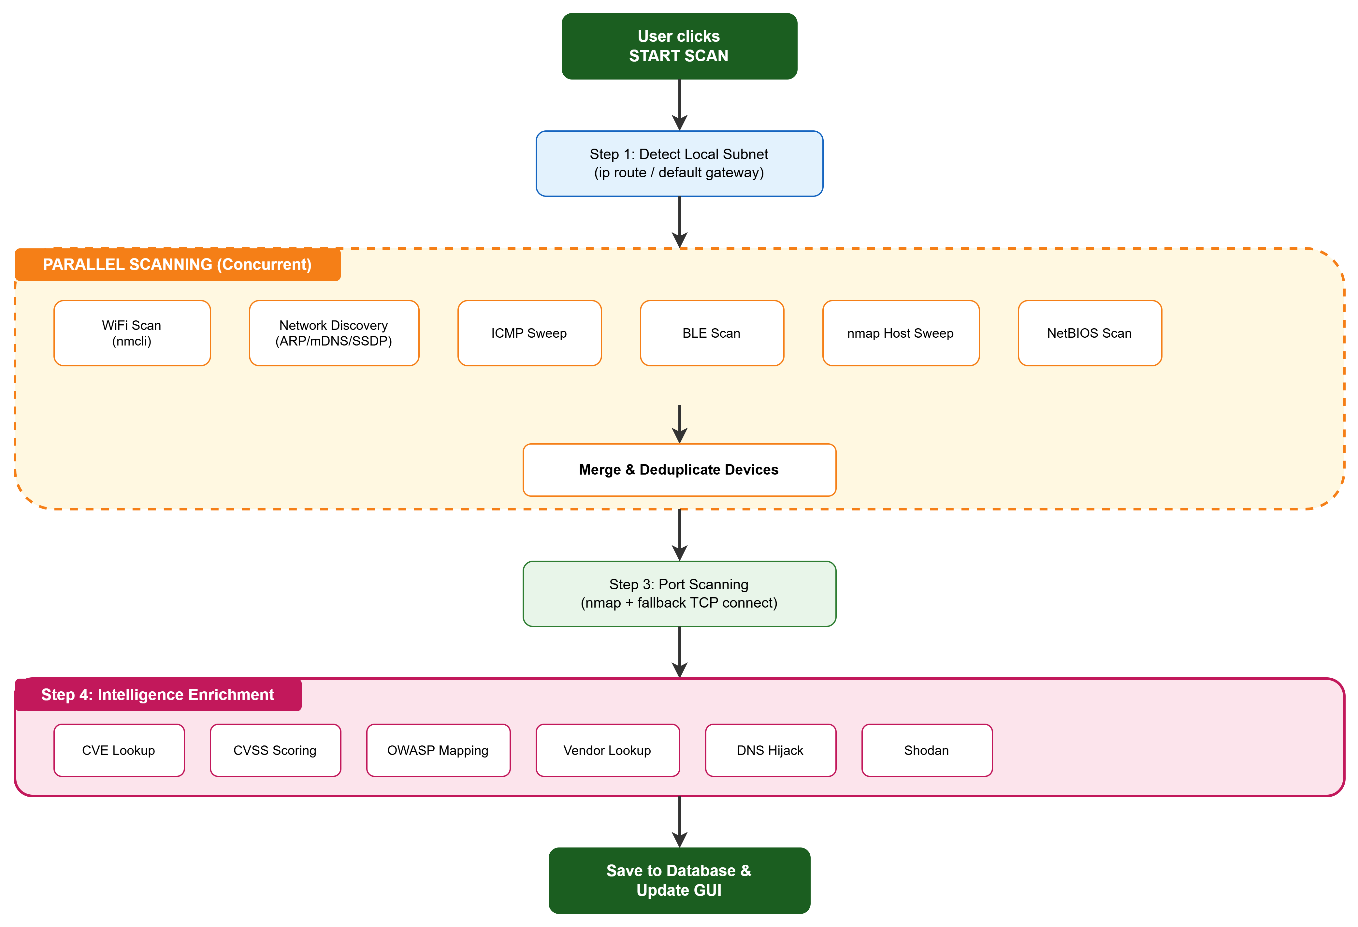 User clicks
START SCAN
Step 1: Detect Local Subnet
(ip route / default gateway)
PARALLEL SCANNING (Concurrent)
WiFi Scan
(nmcli)
Network Discovery
(ARP/mDNS/SSDP)
ICMP Sweep
BLE Scan
nmap Host Sweep
NetBIOS Scan
Merge & Deduplicate Devices
Step 3: Port Scanning
(nmap + fallback TCP connect)
Step 4: Intelligence Enrichment
CVE Lookup
CVSS Scoring
OWASP Mapping
Vendor Lookup
DNS Hijack
Shodan
Save to Database &
Update GUI